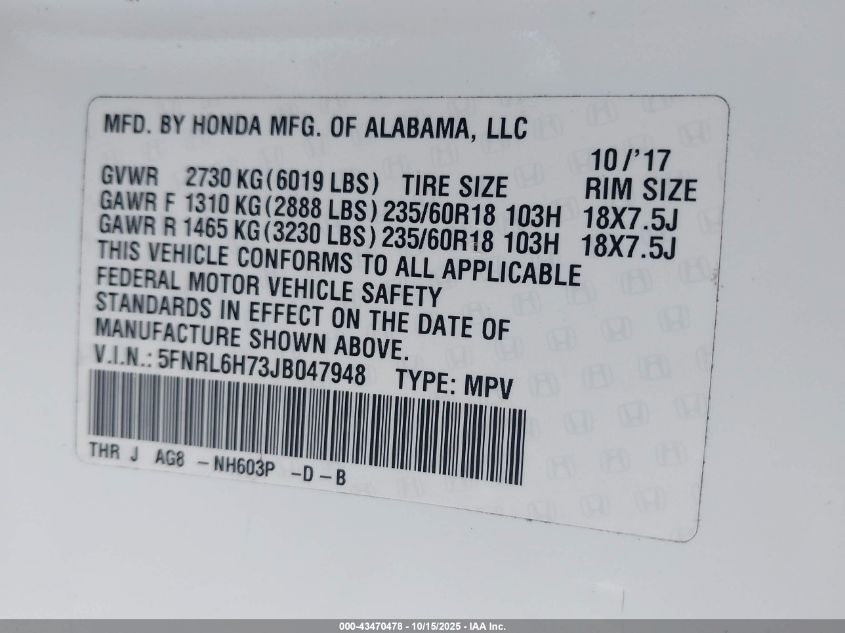 MFD. BY HONDA MFG. OF ALABAMA, LLC
10/'17
GVWR 2730 KG(6019 LBS) TIRE SIZE RIM SIZE
GAWR F 1310 KG(2888 LBS) 235/60R18 103H 18X7.5J
GAWR R 1465 KG(3230 LBS) 235/60R18 103H 18X7.5J
THIS VEHICLE CONFORMS TO ALL APPLICABLE
FEDERAL MOTOR VEHICLE SAFETY
STANDARDS IN EFFECT ON THE DATE OF
MANUFACTURE SHOWN ABOVE.
V.I.N.: 5FNRL6H73JB047948 TYPE: MPV
THR J AG8 -NH603P -D-B
000-43470478 - 10/15/2025 - IAA Inc.